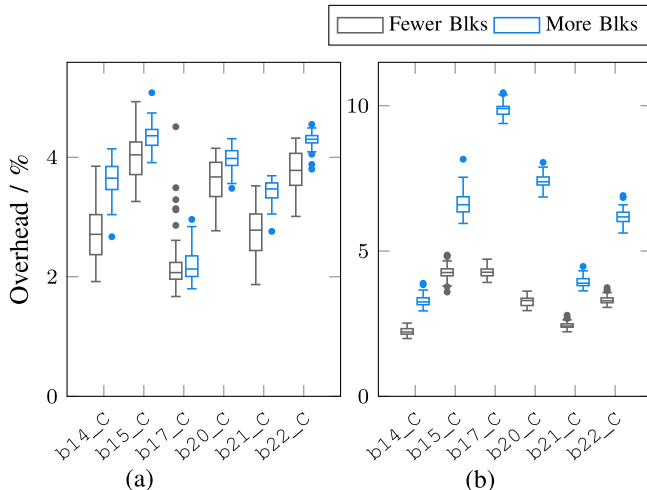 Fewer Blks More Blks
Overhead / %
4
2
0
10
5
0
b14_C b15_C b17_C b20_C b21_C b22_C
b14_C b15_C b17_C b20_C b21_C b22_C
(a) (b)